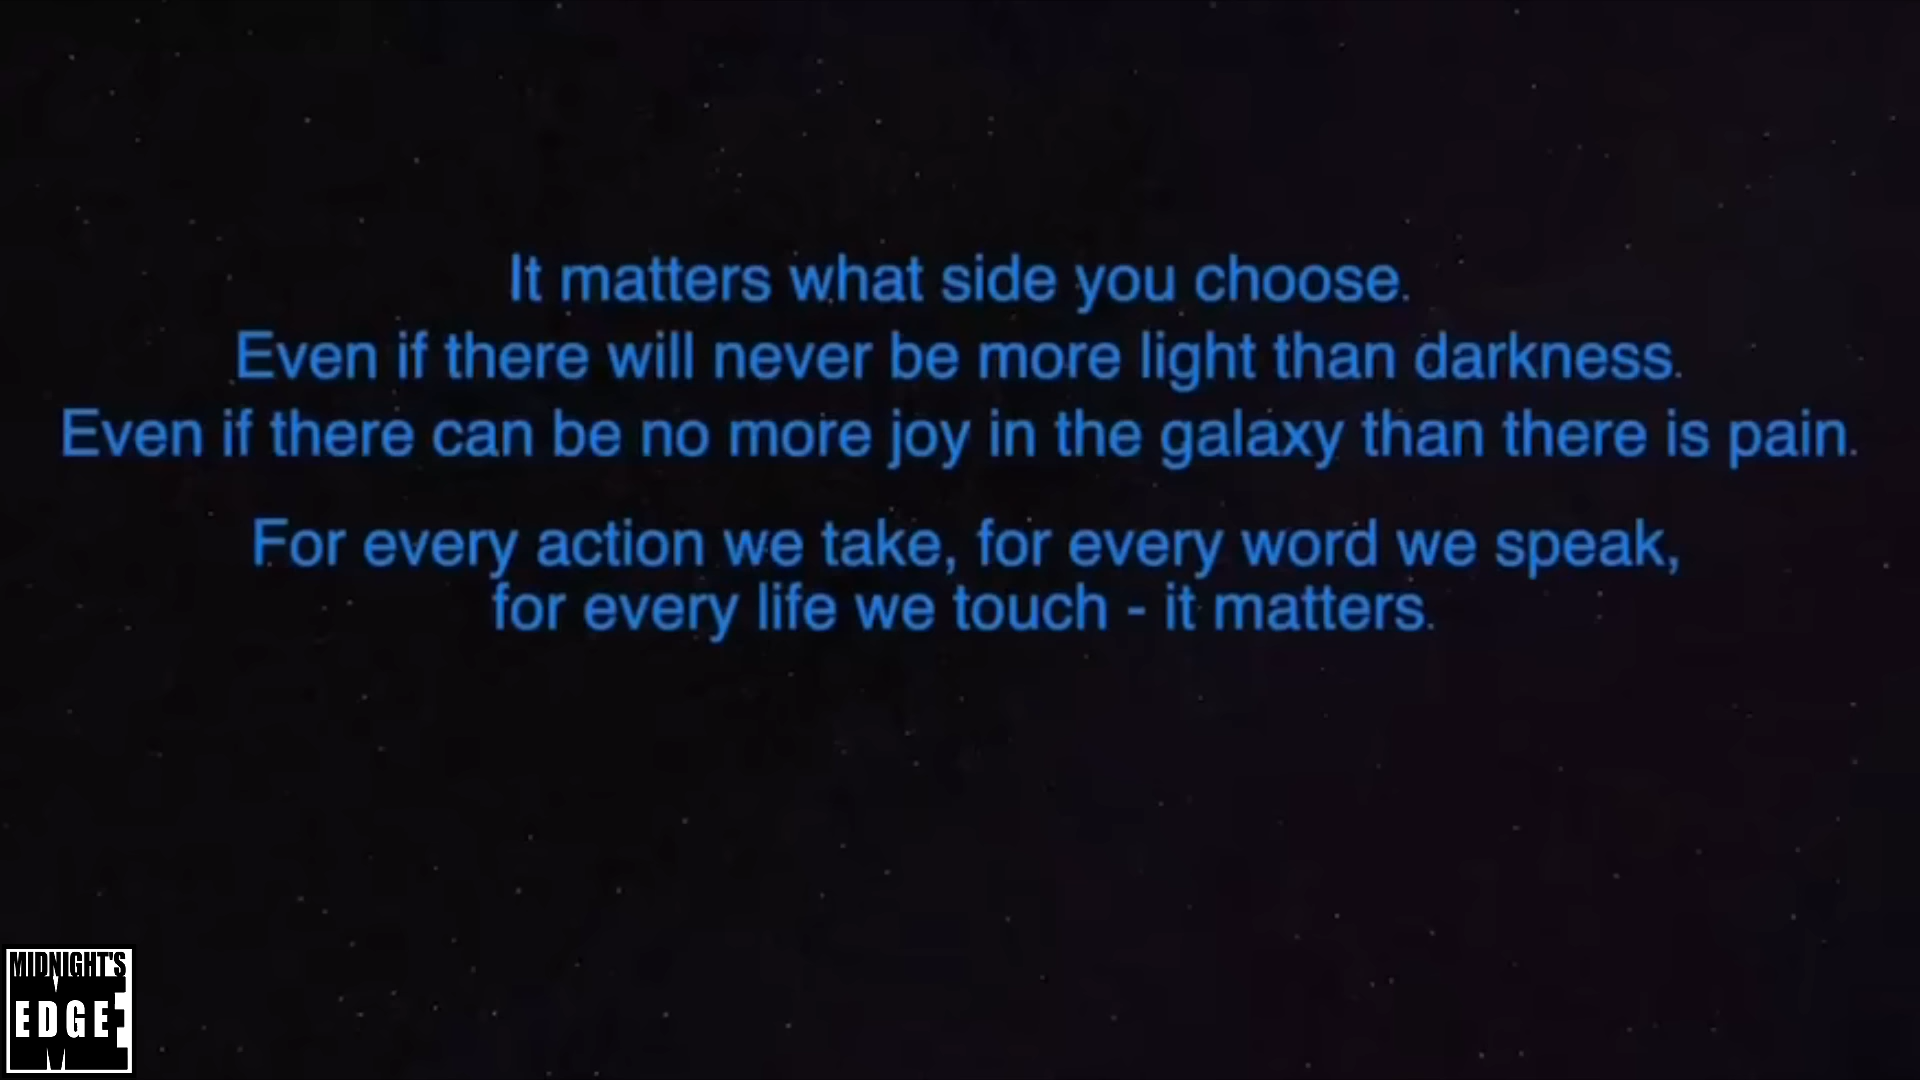 It matters what side you choose.
Even if there will never be more light than darkness.
Even if there can be no more joy in the galaxy than there is pain.
For every action we take, for every word we speak,
for every life we touch - it matters.
MIDNIGHT'S
EDGE